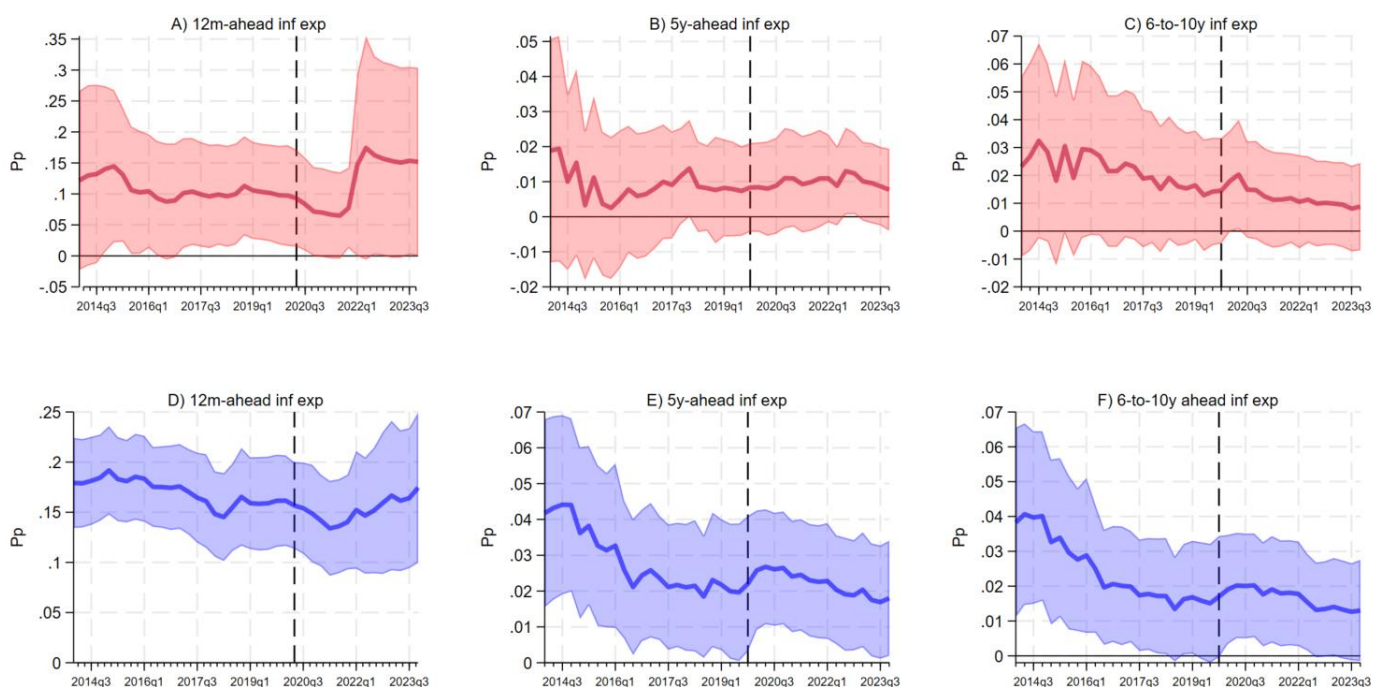 A) 12m-ahead inf exp
Pp
.35
.3
.25
.2
.15
.1
.05
0
-.05
2014q3 2016q1 2017q3 2019q1 2020q3 2022q1 2023q3
B) 5y-ahead inf exp
Pp
.05
.04
.03
.02
.01
0
-.01
-.02
2014q3 2016q1 2017q3 2019q1 2020q3 2022q1 2023q3
C) 6-to-10y inf exp
Pp
.07
.06
.05
.04
.03
.02
.01
0
-.01
-.02
2014q3 2016q1 2017q3 2019q1 2020q3 2022q1 2023q3
D) 12m-ahead inf exp
Pp
.25
.2
.15
.1
.05
0
2014q3 2016q1 2017q3 2019q1 2020q3 2022q1 2023q3
E) 5y-ahead inf exp
Pp
.07
.06
.05
.04
.03
.02
.01
0
2014q3 2016q1 2017q3 2019q1 2020q3 2022q1 2023q3
F) 6-to-10y ahead inf exp
Pp
.07
.06
.05
.04
.03
.02
.01
0
2014q3 2016q1 2017q3 2019q1 2020q3 2022q1 2023q3